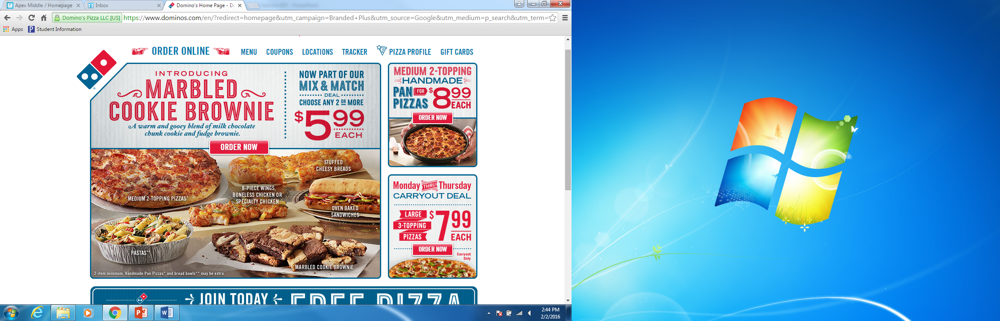 Apex Middle / Homepage
Inbox
Domino's Home Page - Do
Domino's Pizza LLC [US]
https://www.dominos.com/en/?redirect=homepage&utm_campaign=Branded+Plus&utm_source=Google&utm_medium=p_search&utm_term=
Apps
Student Information
ORDER ONLINE
MENU
COUPONS
LOCATIONS
TRACKER
PIZZA PROFILE
GIFT CARDS
INTRODUCING
MARBLED
COOKIE BROWNIE
A warm and gooey blend of milk chocolate
chunk cookie and fudge brownie.
NOW PART OF OUR
MIX & MATCH
DEAL
CHOOSE ANY 2 OR MORE
$5.99
EACH
ORDER NOW
STUFFED
CHEESY BREADS
8-PIECE WINGS,
BONELESS CHICKEN OR
SPECIALTY CHICKEN
MEDIUM 2-TOPPING PIZZAS*
OVEN BAKED
SANDWICHES
PASTAS**
MARBLED COOKIE BROWNIE
2-item minimum. Handmade Pan Pizzas* and bread bowls** may be extra.
MEDIUM 2-TOPPING
HANDMADE
PAN FOR $8.99
PIZZAS EACH
ORDER NOW
Monday THRU Thursday
CARRYOUT DEAL
LARGE
3-TOPPING
PIZZAS
$7.99
EACH
ORDER NOW
Carryout
Only
JOIN TODAY
FREE PIZZA
2:44 PM
2/2/2016